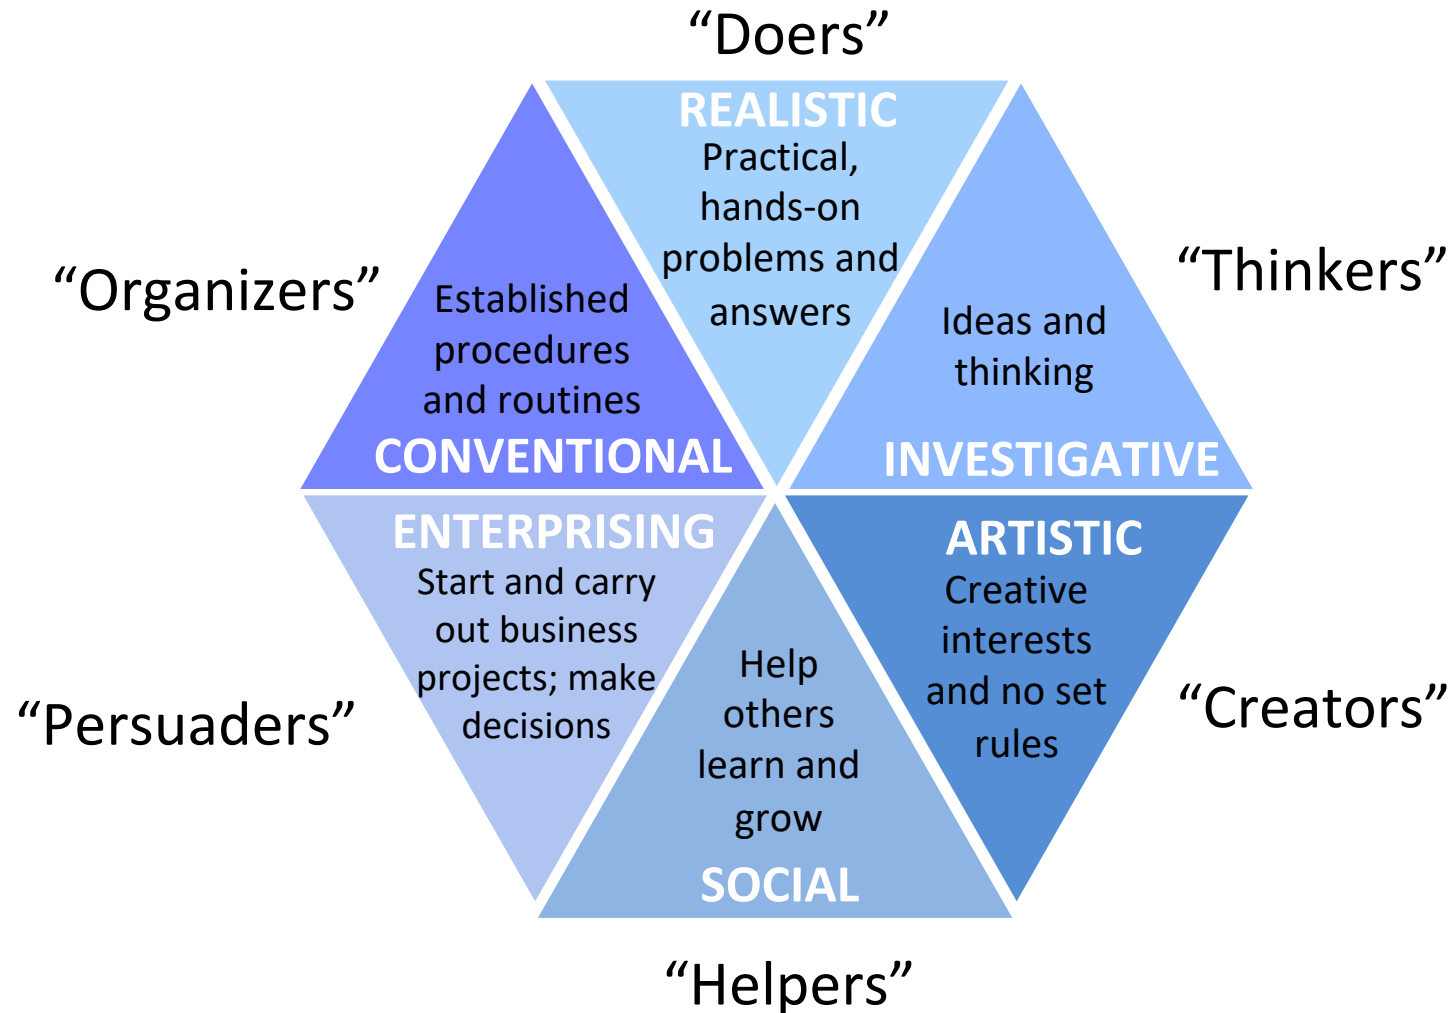 “Doers”
REALISTIC
Practical,
hands-on
problems and
answers
“Organizers”
Established
procedures
and routines
CONVENTIONAL
“Thinkers”
Ideas and
thinking
INVESTIGATIVE
ENTERPRISING
Start and carry
out business
projects; make
decisions
“Persuaders”
ARTISTIC
Creative
interests
and no set
rules
“Creators”
Help
others
learn and
grow
SOCIAL
“Helpers”